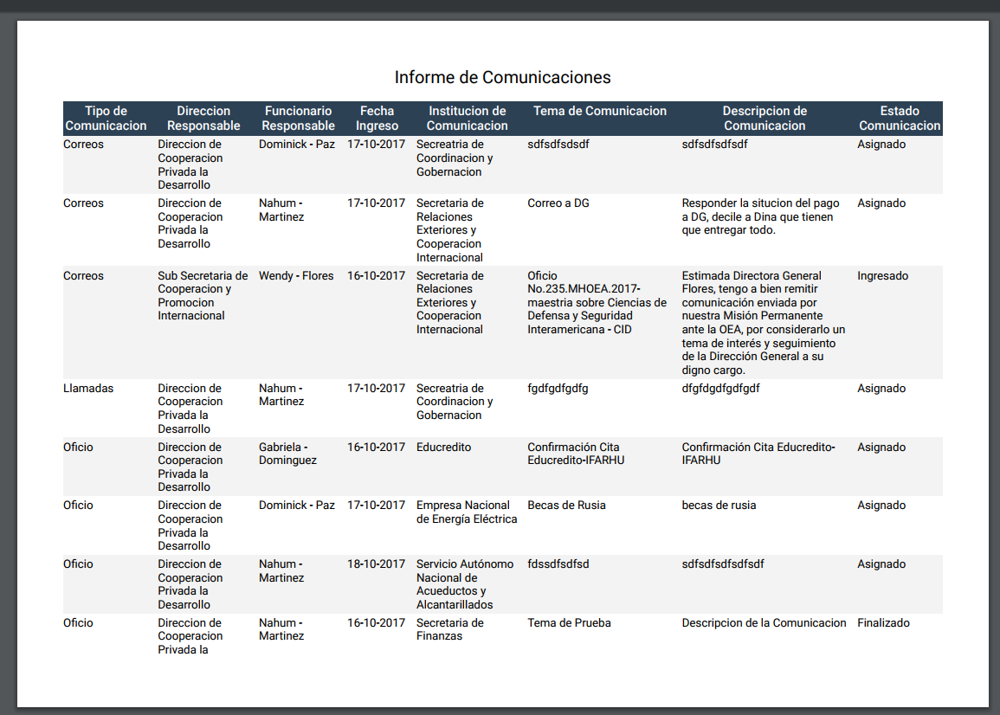 Informe de Comunicaciones
Tipo de Comunicacion Direccion Responsable Funcionario Responsable Fecha Ingreso Institucion de Comunicacion Tema de Comunicacion Descripcion de Comunicacion Estado Comunicacion
Correos Direccion de Cooperacion Privada la Desarrollo Dominick - Paz 17-10-2017 Secreatria de Coordinacion y Gobernacion sdfsdfsdsdf sdfsdfsdfsdf Asignado
Correos Direccion de Cooperacion Privada la Desarrollo Nahum - Martinez 17-10-2017 Secretaria de Relaciones Exteriores y Cooperacion Internacional Correo a DG Responder la situcion del pago a DG, decile a Dina que tienen que entregar todo. Asignado
Correos Sub Secretaria de Cooperacion y Promocion Internacional Wendy - Flores 16-10-2017 Secretaria de Relaciones Exteriores y Cooperacion Internacional Oficio No.235.MHOEA.2017- maestria sobre Ciencias de Defensa y Seguridad Interamericana - CID Estimada Directora General Flores, tengo a bien remitir comunicación enviada por nuestra Misión Permanente ante la OEA, por considerarlo un tema de interés y seguimiento de la Dirección General a su digno cargo. Ingresado
Llamadas Direccion de Cooperacion Privada la Desarrollo Nahum - Martinez 17-10-2017 Secreatria de Coordinacion y Gobernacion fgdfgdfgdfg dfgfdgdfgdfgdf Asignado
Oficio Direccion de Cooperacion Privada la Desarrollo Gabriela - Dominguez 16-10-2017 Educredito Confirmación Cita Educredito-IFARHU Confirmación Cita Educredito- IFARHU Asignado
Oficio Direccion de Cooperacion Privada la Desarrollo Dominick - Paz 17-10-2017 Empresa Nacional de Energía Eléctrica Becas de Rusia becas de rusia Asignado
Oficio Direccion de Cooperacion Privada la Desarrollo Nahum - Martinez 18-10-2017 Servicio Autónomo Nacional de Acueductos y Alcantarillados fdssdfsdfsd sdfsdfsdfsdfsdf Asignado
Oficio Direccion de Cooperacion Privada la Nahum - Martinez 16-10-2017 Secretaria de Finanzas Tema de Prueba Descripcion de la Comunicacion Finalizado